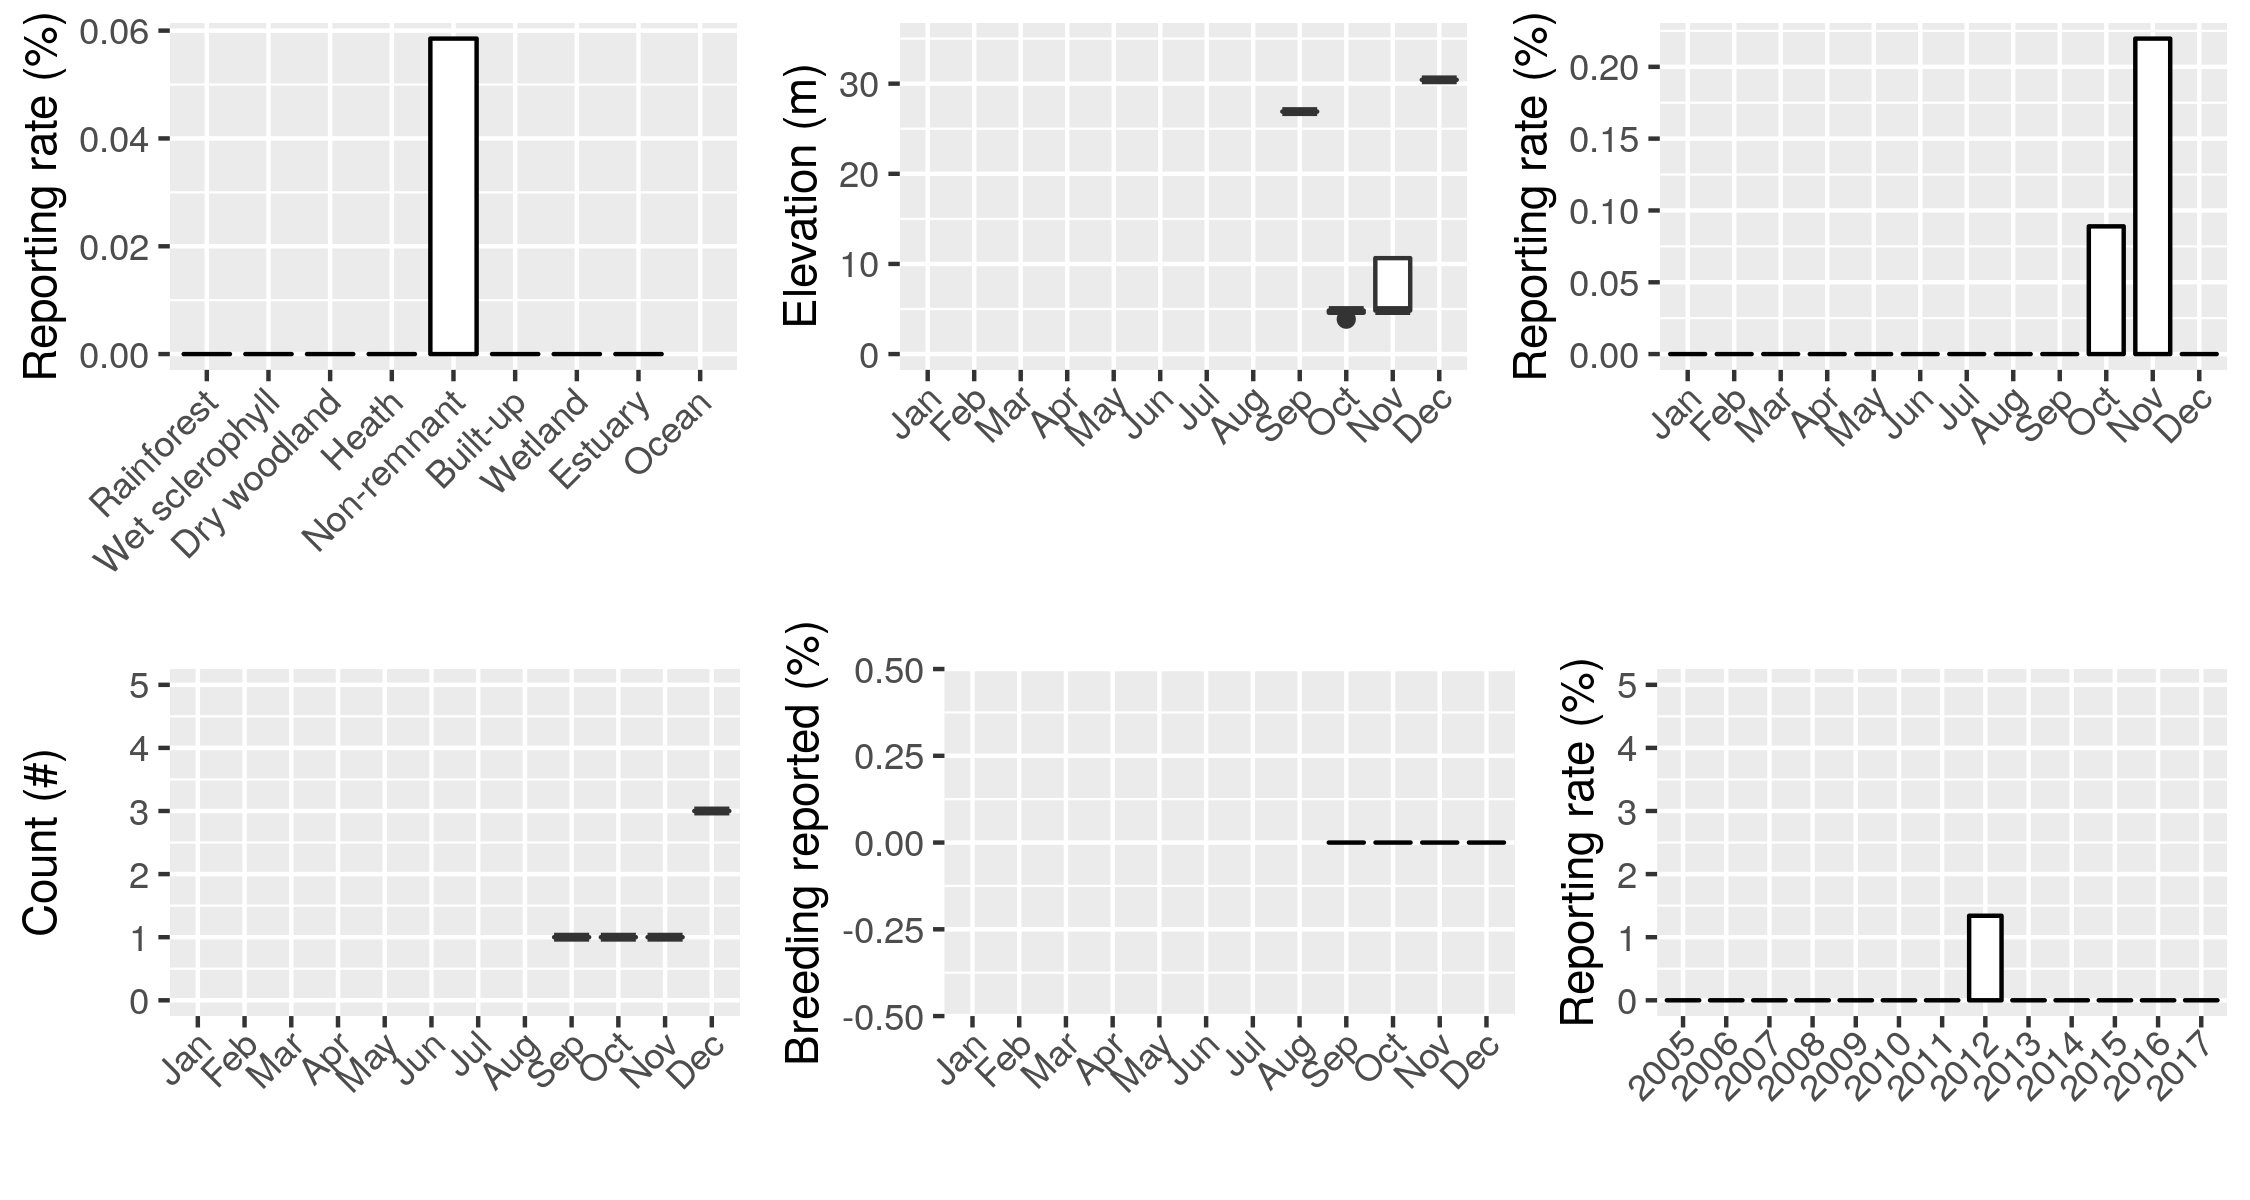 Reporting rate (%)
0.06
0.04
0.02
0.00
Rainforest
Wet sclerophyll
Dry woodland
Heath
Non-remnant
Built-up
Wetland
Estuary
Ocean
Elevation (m)
30
20
10
0
Jan
Feb
Mar
Apr
May
Jun
Jul
Aug
Sep
Oct
Nov
Dec
Reporting rate (%)
0.20
0.15
0.10
0.05
0.00
Jan
Feb
Mar
Apr
May
Jun
Jul
Aug
Sep
Oct
Nov
Dec
Count (#)
5
4
3
2
1
0
Jan
Feb
Mar
Apr
May
Jun
Jul
Aug
Sep
Oct
Nov
Dec
Breeding reported (%)
0.50
0.25
0.00
-0.25
-0.50
Jan
Feb
Mar
Apr
May
Jun
Jul
Aug
Sep
Oct
Nov
Dec
Reporting rate (%)
5
4
3
2
1
0
2005
2006
2007
2008
2009
2010
2011
2012
2013
2014
2015
2016
2017